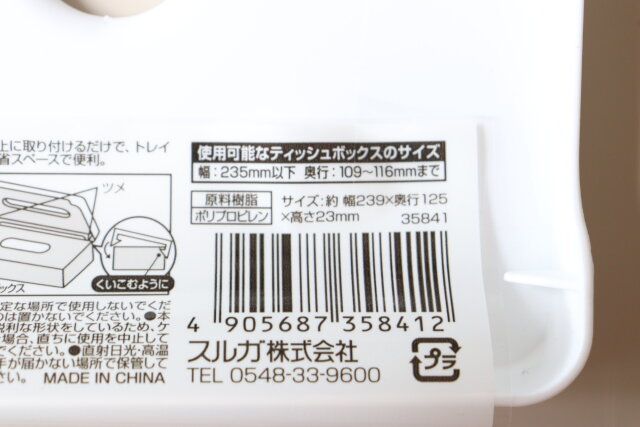 上に取り付けるだけで、トレイ
省スペースで便利。
ツメ
ックス
くいこむように
定な場所で使用しないでくだ
は置かないでください。●本
鋭利な形状をしているため、ケ
場合、直ちに使用を中止して
でください。●直射日光・高温
手が届かない場所で保管して
さい。 MADE IN CHINA
使用可能なティッシュボックスのサイズ
幅：235mm以下 奥行：109〜116mmまで
原料樹脂
ポリプロピレン
サイズ：約 幅239×奥行125
×高さ23mm 35841
4 905687 358412
スルガ株式会社
TEL 0548-33-9600
プラ